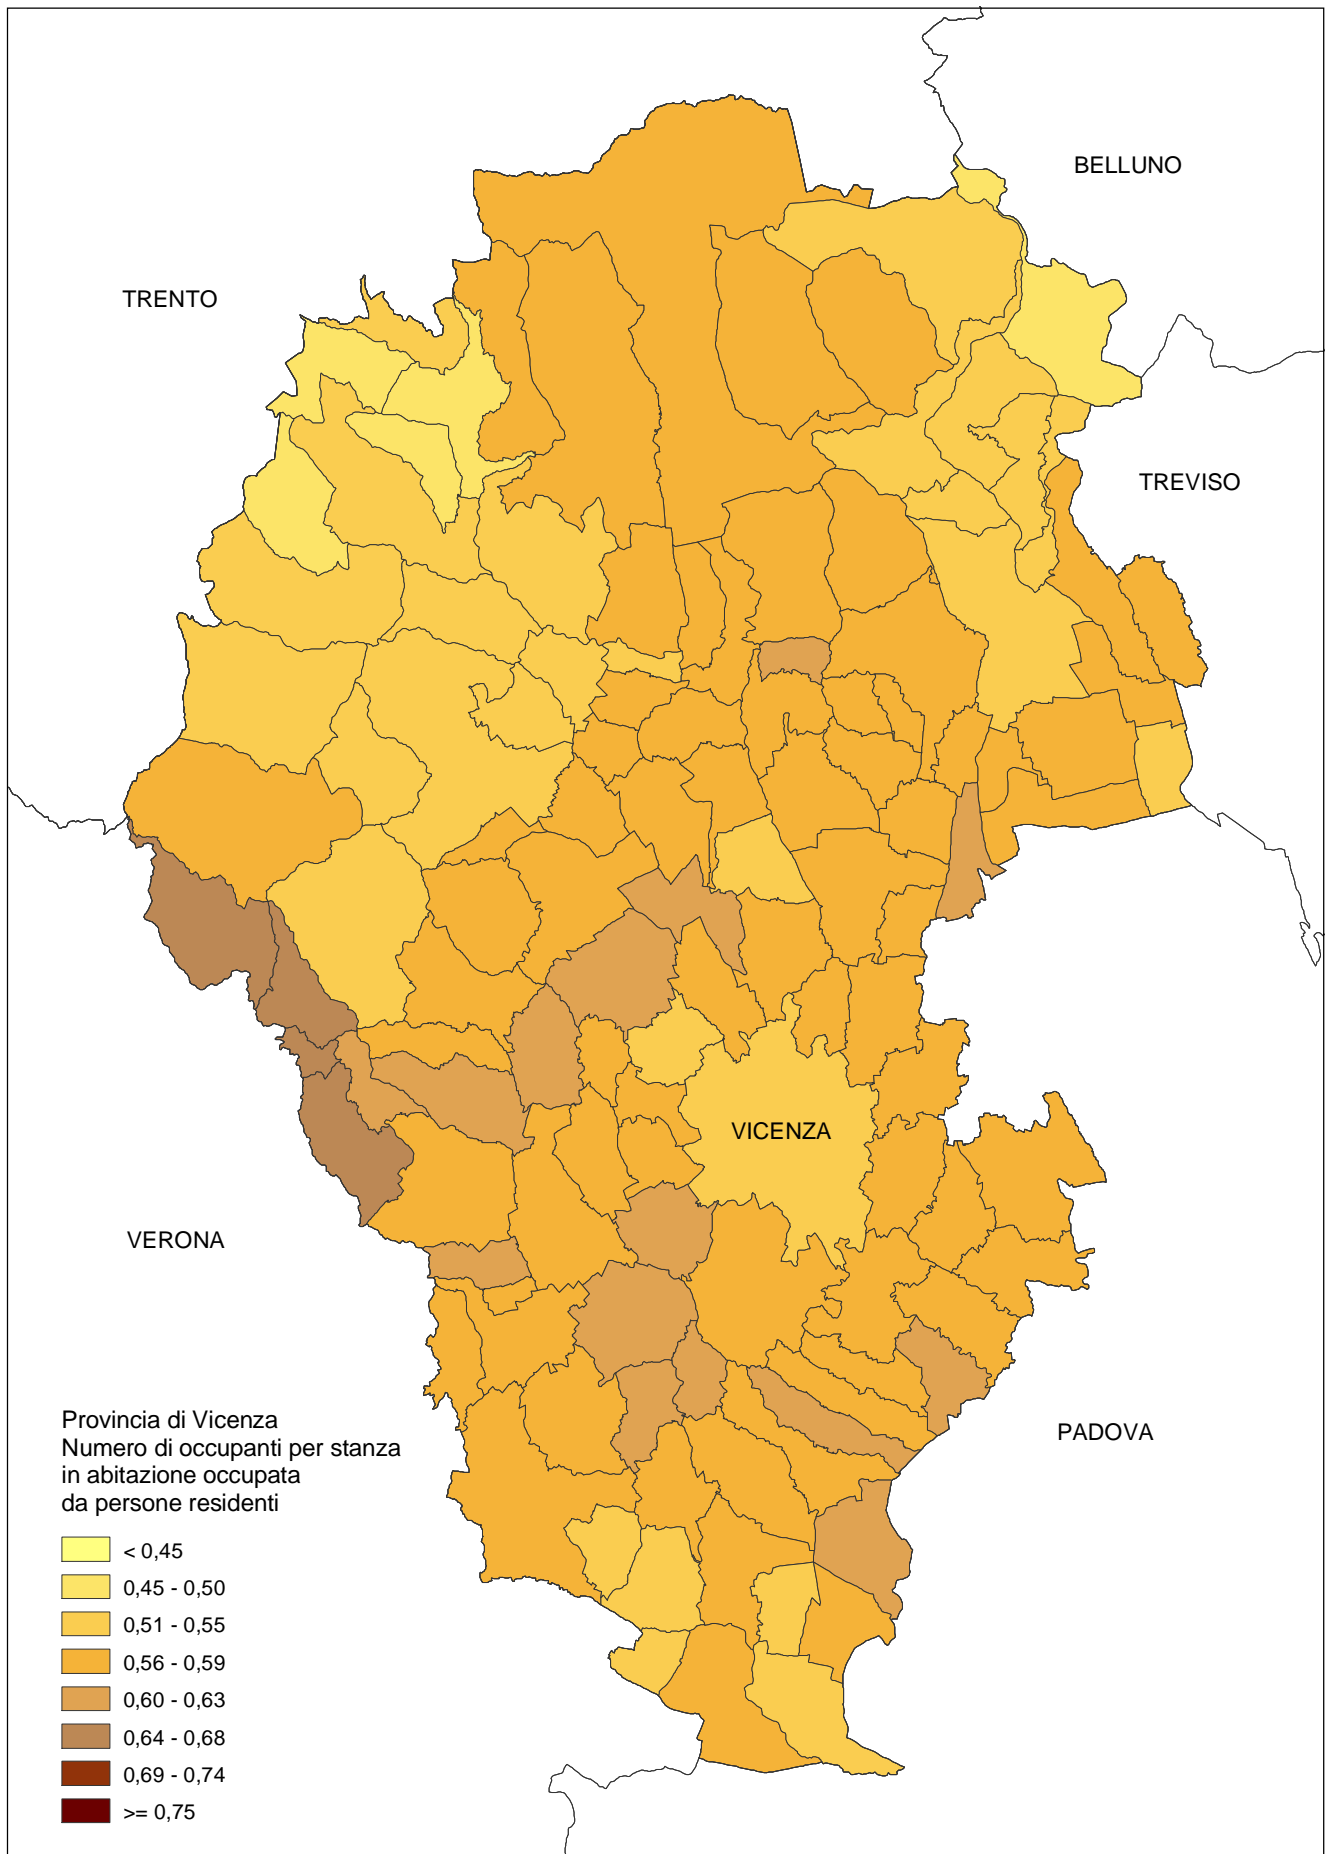 BELLUNO
TRENTO
TREVISO
VICENZA
VERONA
PADOVA
Provincia di Vicenza
Numero di occupanti per stanza
in abitazione occupata
da persone residenti
< 0,45
0,45 - 0,50
0,51 - 0,55
0,56 - 0,59
0,60 - 0,63
0,64 - 0,68
0,69 - 0,74
>= 0,75